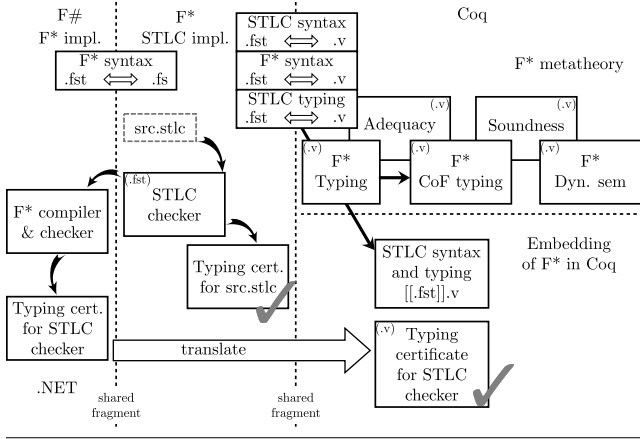 F#
F* impl.
F*
STLC impl.
Coq
F* metatheory
F* syntax
.fst ⇔ .fs
STLC syntax
.fst ⇔ .v
F* syntax
.fst ⇔ .v
STLC typing
.fst ⇔ .v
src.stlc
(.v)
Adequacy
(.v)
Soundness
(.v)
F*
Typing
(.v)
F*
CoF typing
(.v)
F*
Dyn. sem
(.fst)
STLC
checker
F* compiler
& checker
Typing cert.
for src.stlc
STLC syntax
and typing
[[.fst]].v
Embedding
of F* in Coq
Typing cert.
for STLC
checker
translate
(.v)
Typing
certificate
for STLC
checker
.NET
shared
fragment
shared
fragment